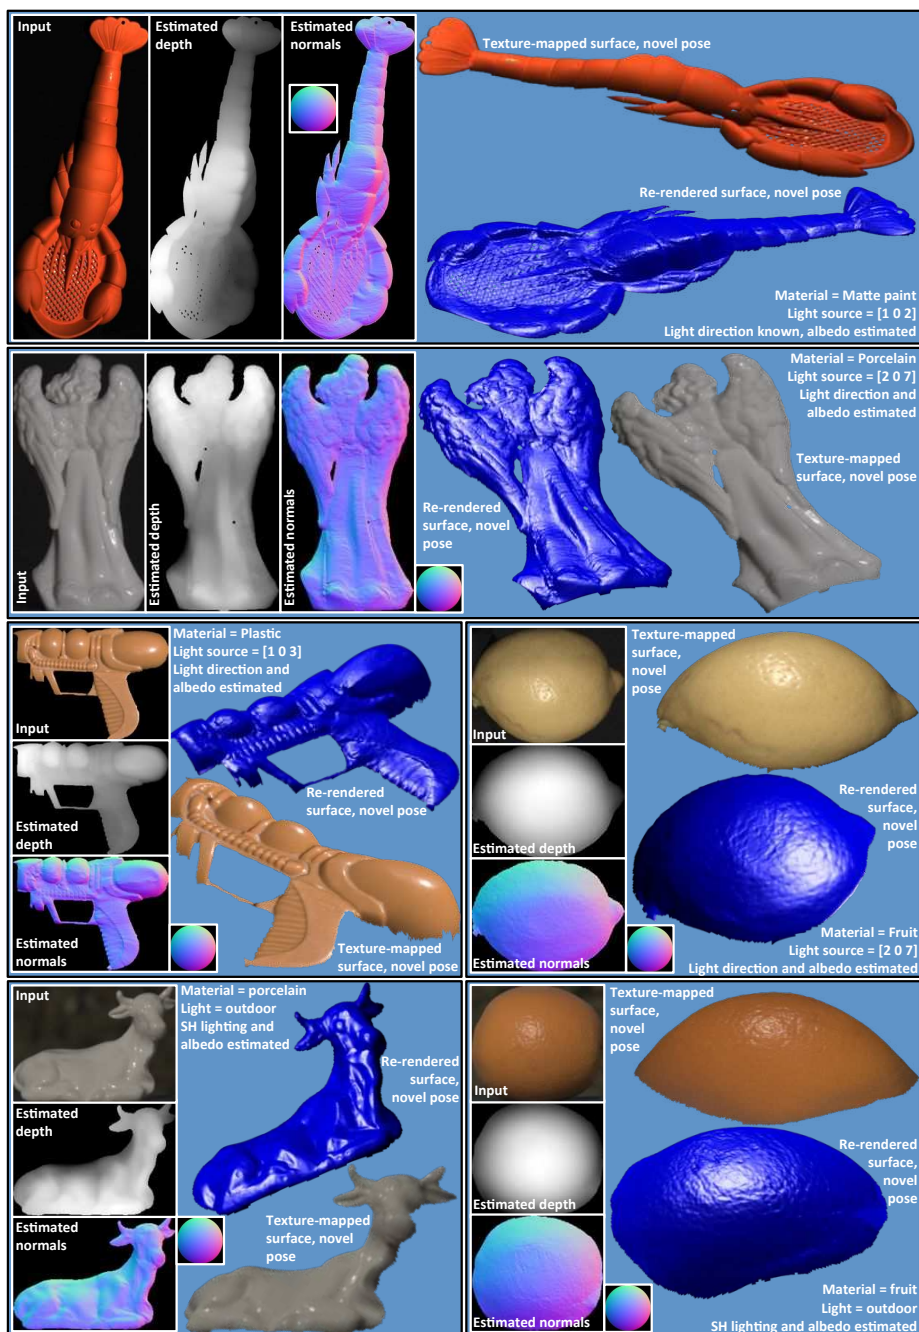 Input
Estimated
depth
Estimated
normals
Texture-mapped surface, novel pose
Re-rendered surface, novel pose
Material = Matte paint
Light source = [1 0 2]
Light direction known, albedo estimated
Input
Estimated depth
Estimated normals
Re-rendered
surface, novel
pose
Material = Porcelain
Light source = [2 0 7]
Light direction and
albedo estimated
Texture-mapped
surface, novel pose
Input
Estimated
depth
Estimated
normals
Material = Plastic
Light source = [1 0 3]
Light direction and
albedo estimated
Re-rendered
surface, novel pose
Texture-mapped
surface, novel pose
Input
Estimated depth
Estimated normals
Texture-mapped
surface,
novel
pose
Re-rendered
surface,
novel
pose
Material = Fruit
Light source = [2 0 7]
Light direction and albedo estimated
Input
Estimated
depth
Estimated
normals
Material = porcelain
Light = outdoor
SH lighting and
albedo estimated
Re-rendered
surface,
novel pose
Texture-mapped
surface, novel
pose
Input
Estimated depth
Estimated normals
Texture-mapped
surface,
novel
pose
Re-rendered
surface,
novel
pose
Material = fruit
Light = outdoor
SH lighting and albedo estimated